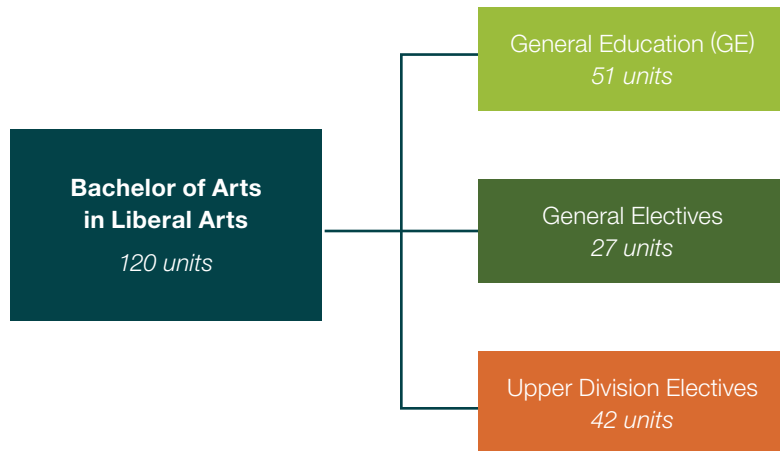 General Education (GE)
51 units
Bachelor of Arts
in Liberal Arts
120 units
General Electives
27 units
Upper Division Electives
42 units